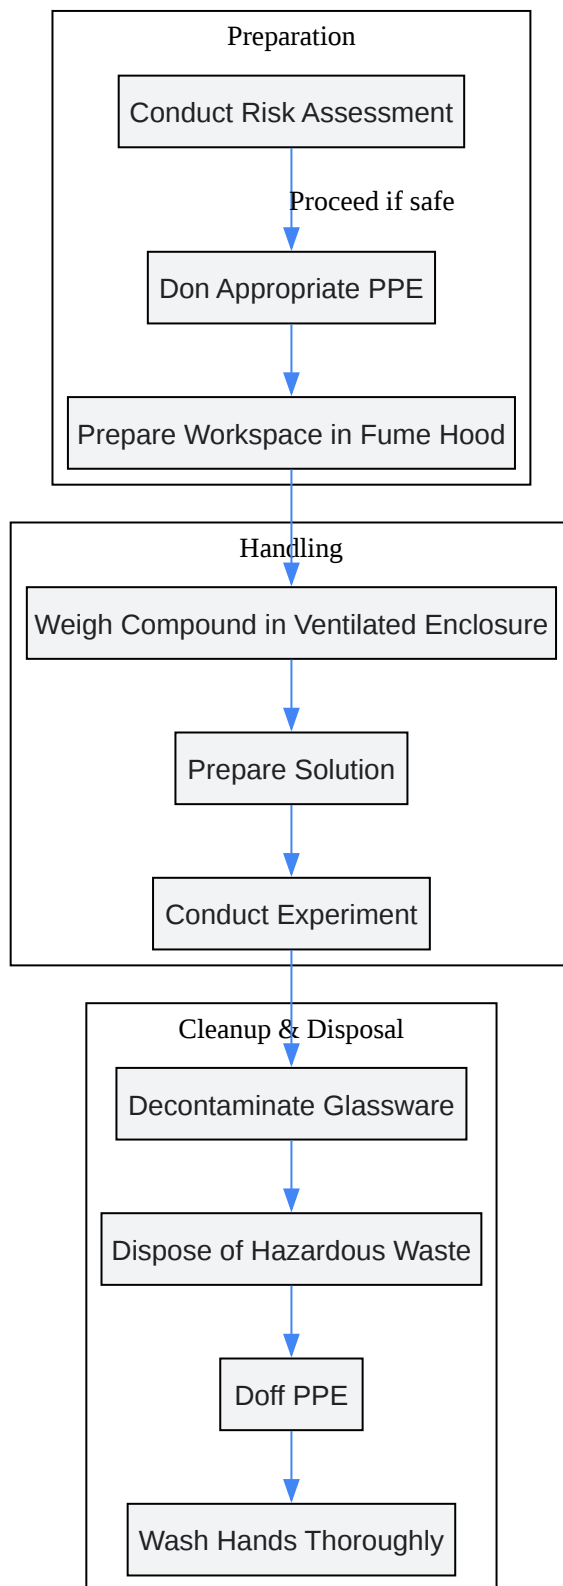 Preparation
Conduct Risk Assessment
Proceed if safe
Don Appropriate PPE
Prepare Workspace in Fume Hood
Handling
Weigh Compound in Ventilated Enclosure
Prepare Solution
Conduct Experiment
Cleanup & Disposal
Decontaminate Glassware
Dispose of Hazardous Waste
Doff PPE
Wash Hands Thoroughly